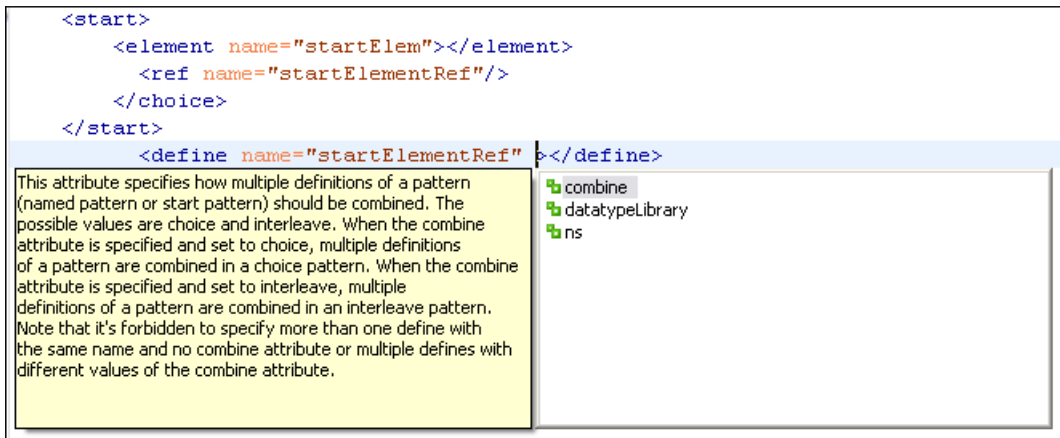 <start>
<element name="startElem"></element>
<ref name="startElementRef"/>
</choice>
</start>
<define name="startElementRef" ></define>
This attribute specifies how multiple definitions of a pattern
(named pattern or start pattern) should be combined. The
possible values are choice and interleave. When the combine
attribute is specified and set to choice, multiple definitions
of a pattern are combined in a choice pattern. When the combine
attribute is specified and set to interleave, multiple
definitions of a pattern are combined in an interleave pattern.
Note that it's forbidden to specify more than one define with
the same name and no combine attribute or multiple defines with
different values of the combine attribute.
combine
datatypeLibrary
ns